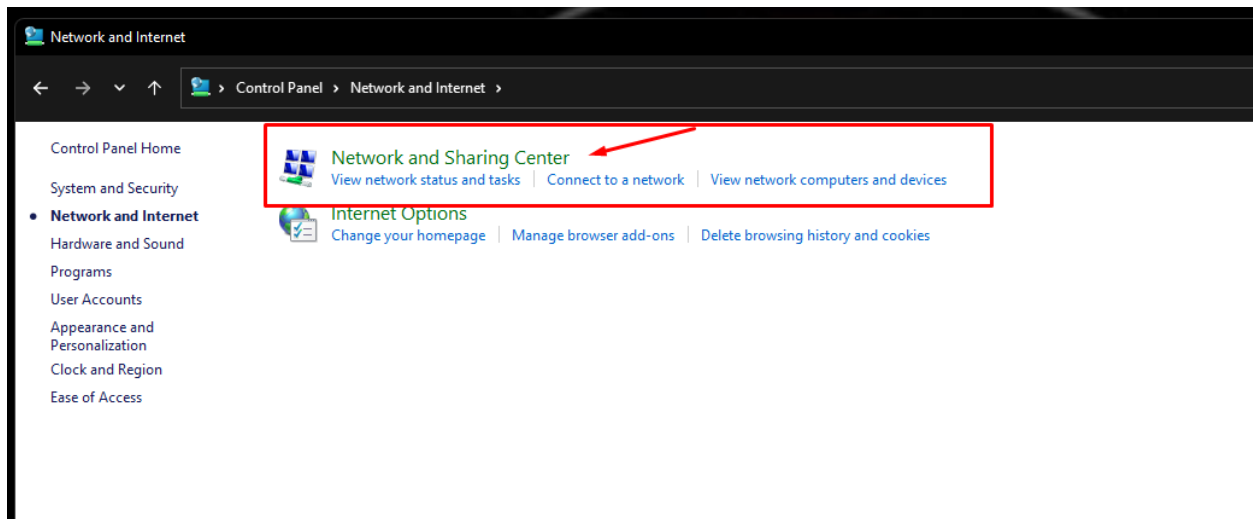 Network and Internet
Control Panel > Network and Internet >
Control Panel Home
System and Security
Network and Internet
Hardware and Sound
Programs
User Accounts
Appearance and
Personalization
Clock and Region
Ease of Access
Network and Sharing Center
View network status and tasks | Connect to a network | View network computers and devices
Internet Options
Change your homepage | Manage browser add-ons | Delete browsing history and cookies